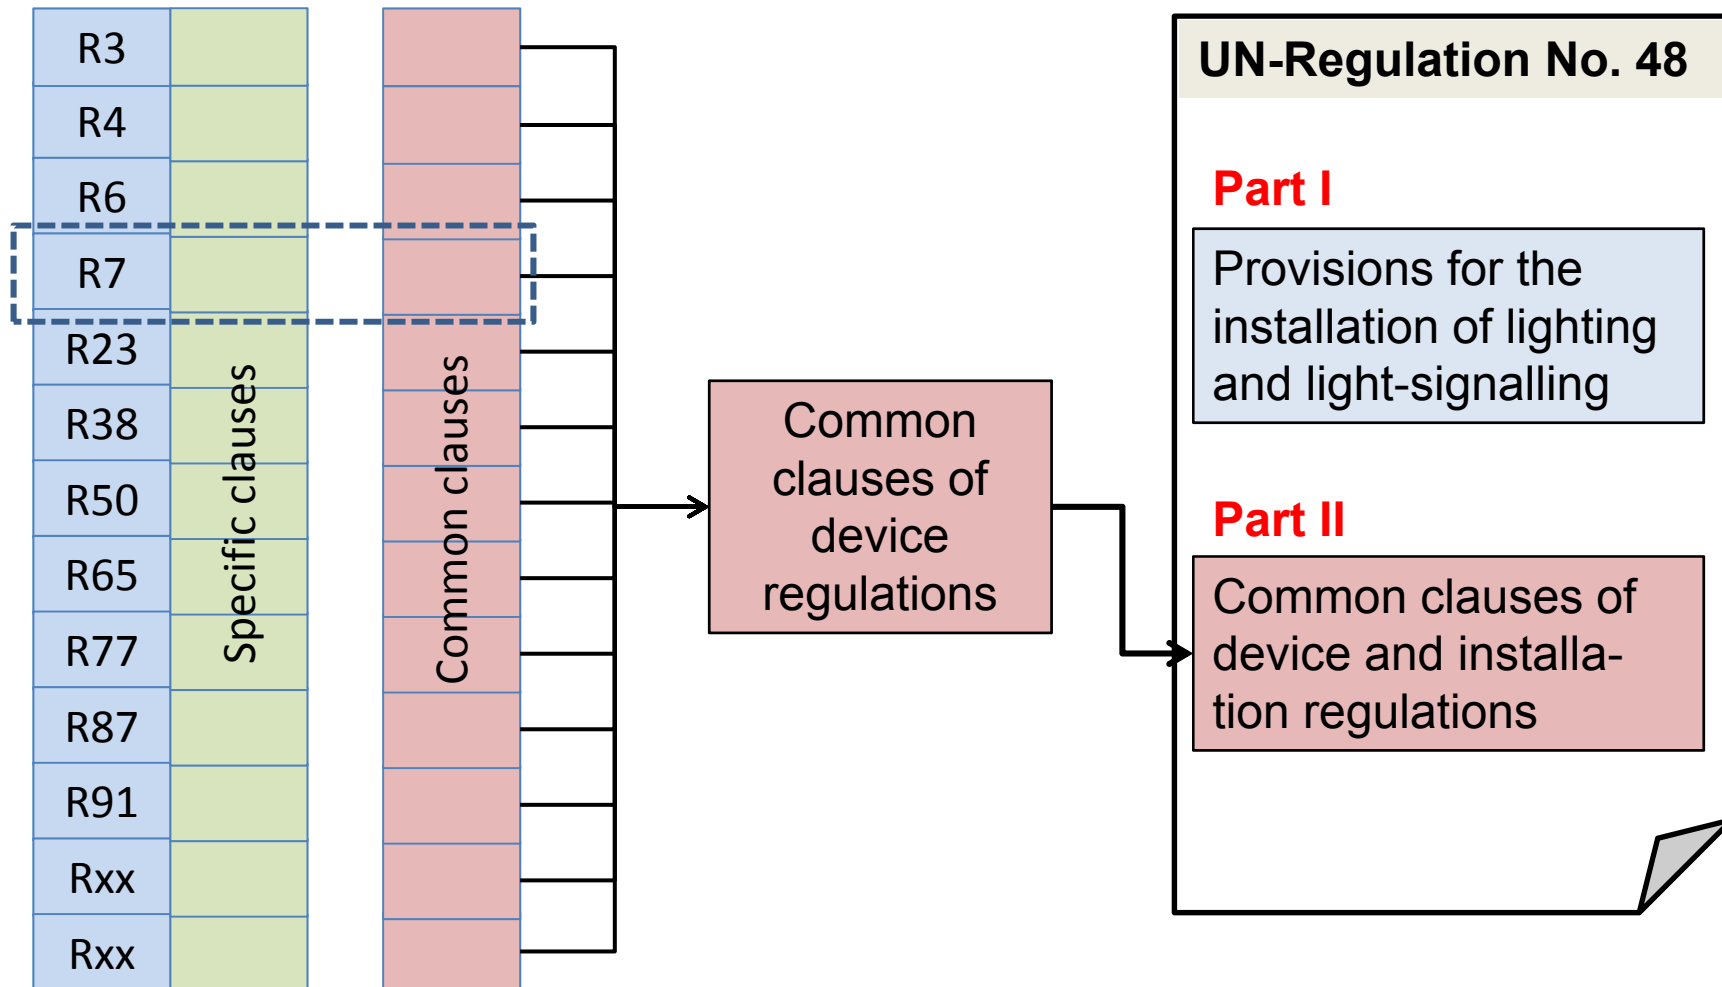 R3
R4
R6
R7
R23
R38
R50
R65
R77
R87
R91
Rxx
Rxx
Specific clauses
Common clauses
Common
clauses of
device
regulations
UN-Regulation No. 48
Part I
Provisions for the
installation of lighting
and light-signalling
Part II
Common clauses of
device and installa-
tion regulations